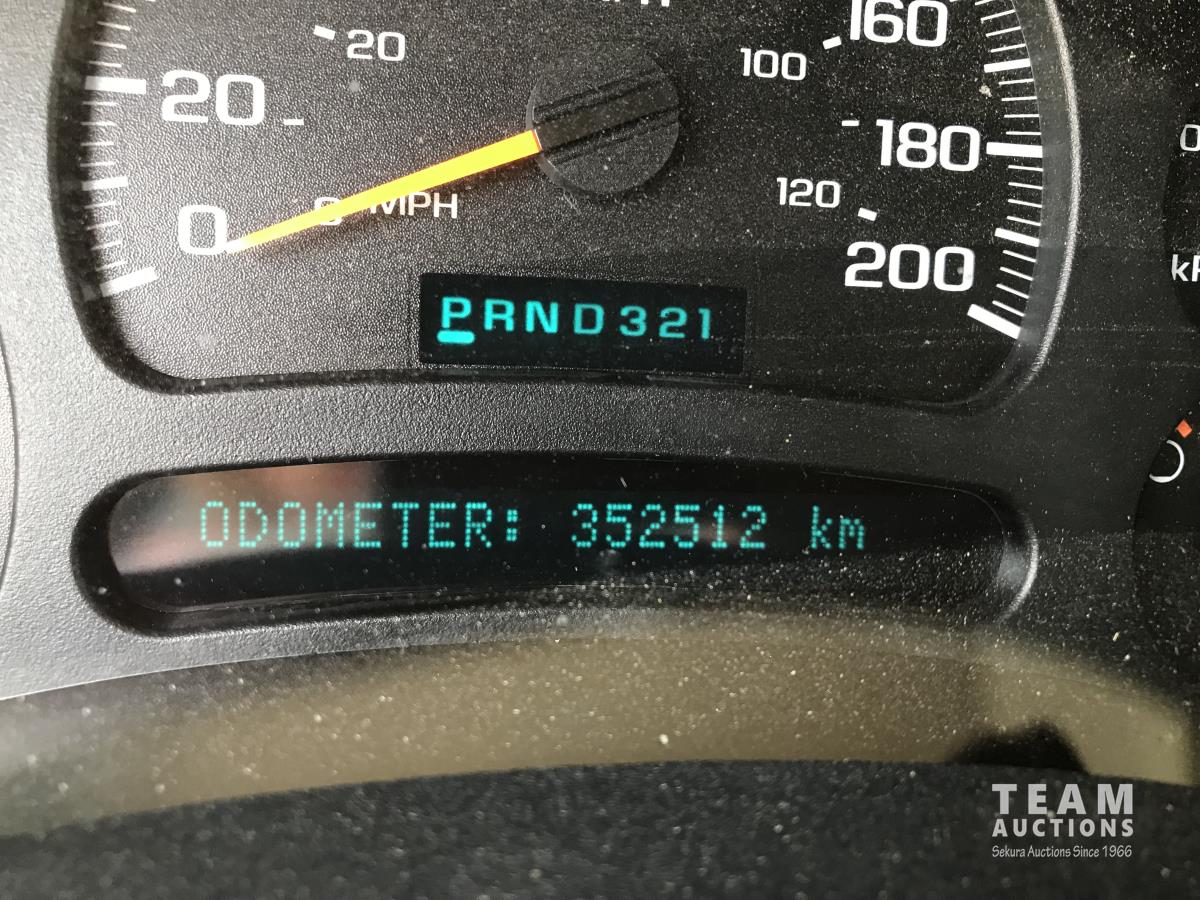 160
20
100
20
180
0
MPH
120
0
200
PRND321
ODOMETER: 352512 km
TEAM
AUCTIONS
Sekura Auctions Since 1966